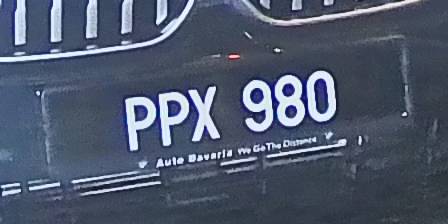 PPX 980
Auto Bavaria We Go The Distance